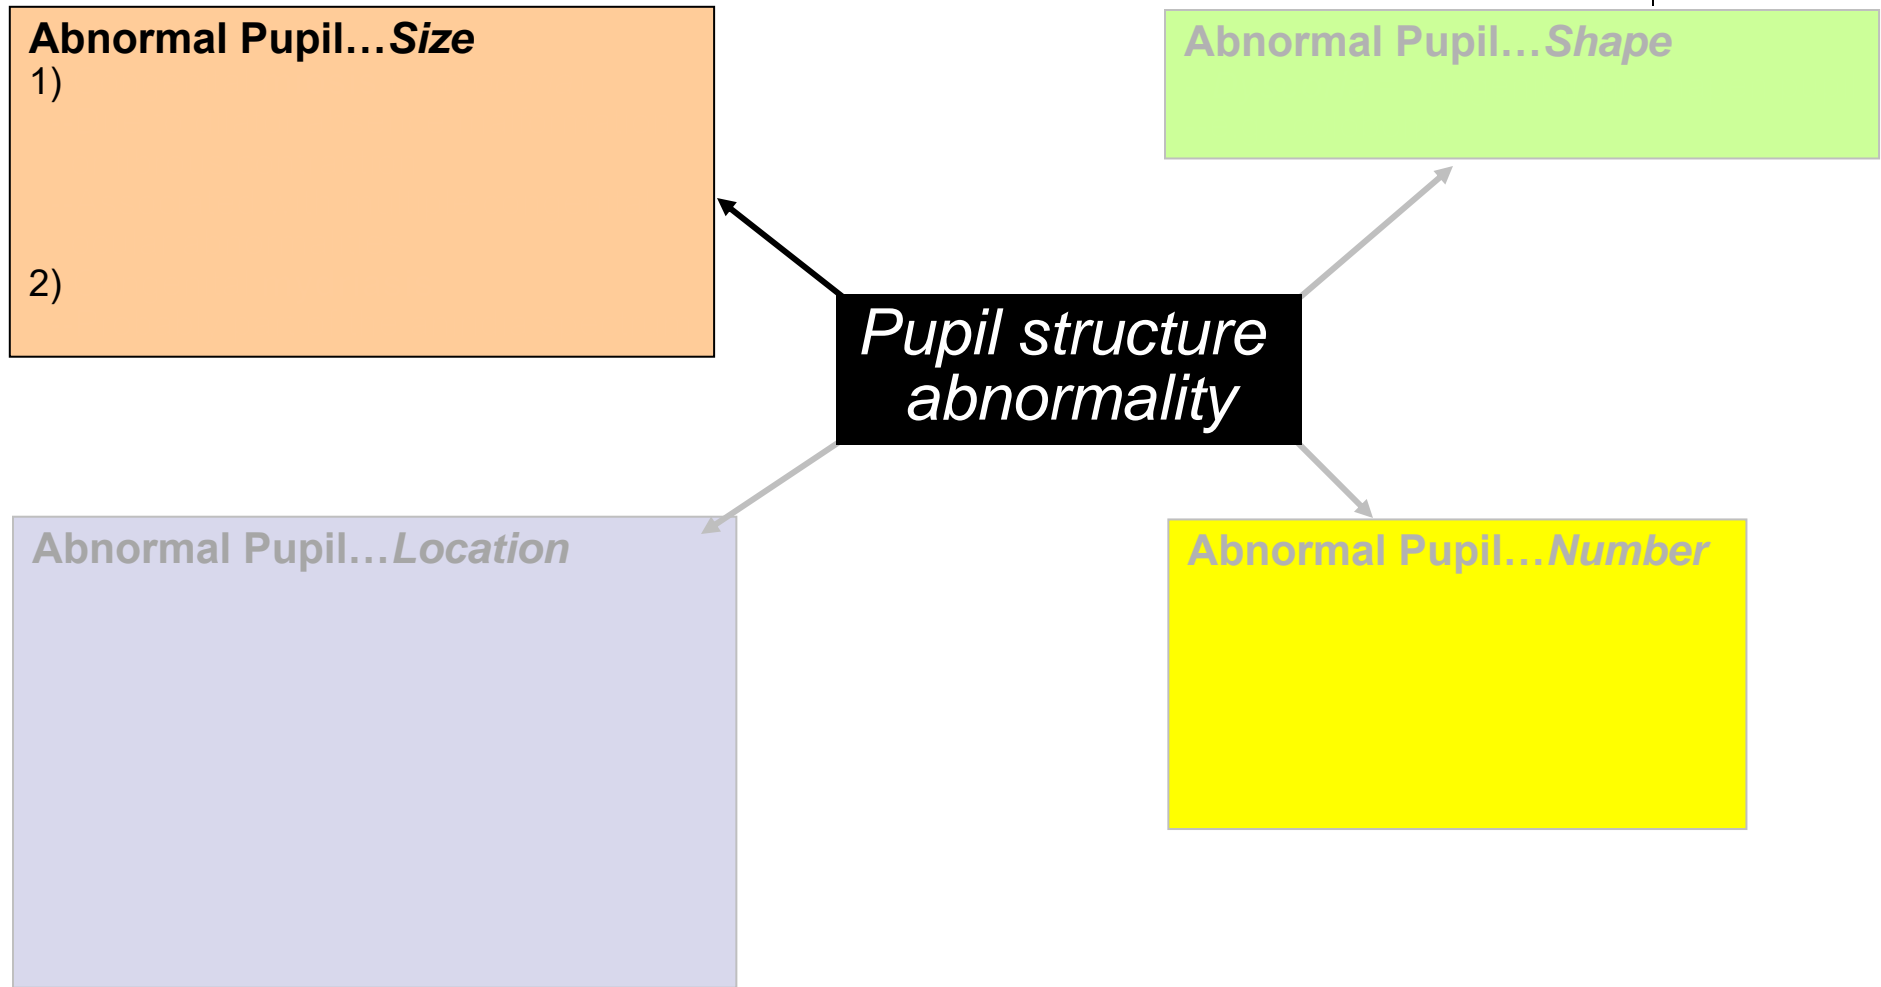 Abnormal Pupil…Size
1)
2)
Abnormal Pupil…Shape
Pupil structure
abnormality
Abnormal Pupil…Location
Abnormal Pupil…Number